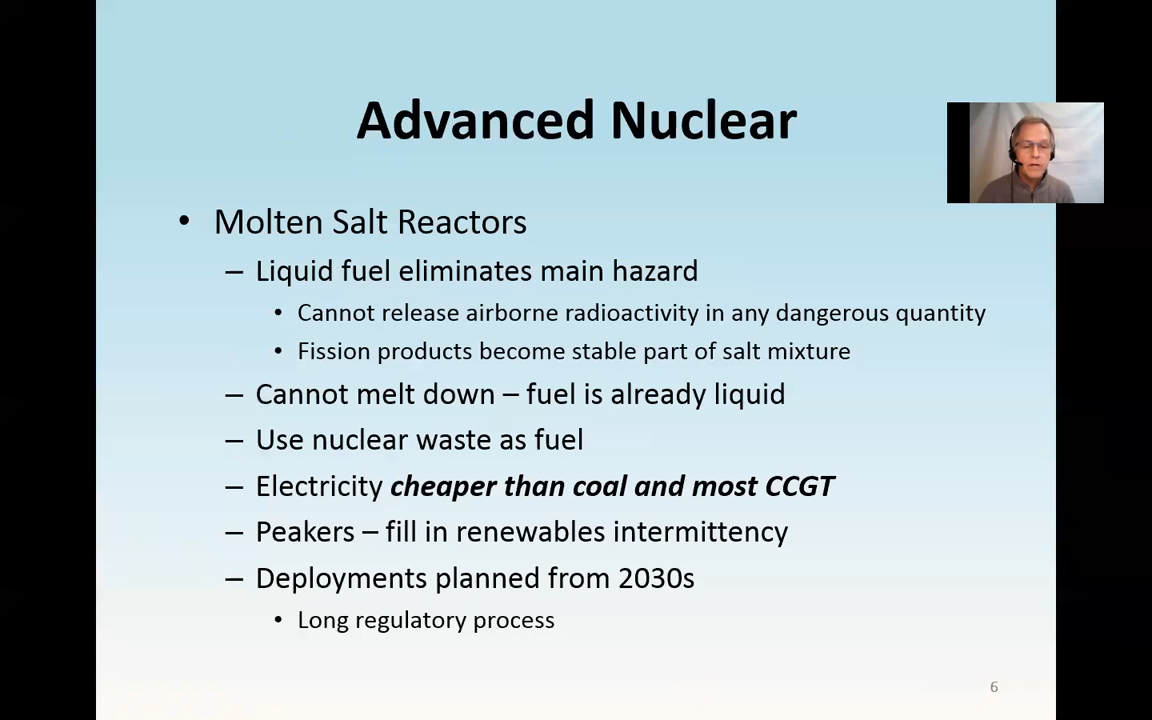 Advanced Nuclear
• Molten Salt Reactors
– Liquid fuel eliminates main hazard
• Cannot release airborne radioactivity in any dangerous quantity
• Fission products become stable part of salt mixture
– Cannot melt down – fuel is already liquid
– Use nuclear waste as fuel
– Electricity cheaper than coal and most CCGT
– Peakers – fill in renewables intermittency
– Deployments planned from 2030s
• Long regulatory process
6